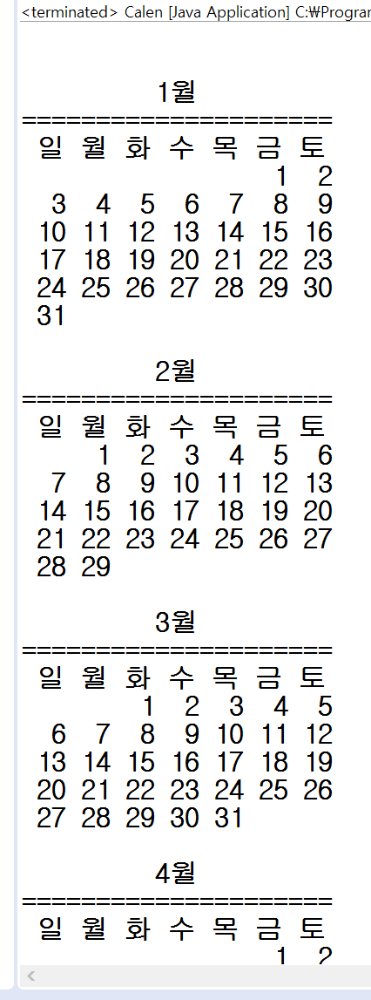 <terminated> Calen [Java Application] C:₩Program
1월
=====================
일 월 화 수 목 금 토
1 2
3 4 5 6 7 8 9
10 11 12 13 14 15 16
17 18 19 20 21 22 23
24 25 26 27 28 29 30
31
2월
=====================
일 월 화 수 목 금 토
1 2 3 4 5 6
7 8 9 10 11 12 13
14 15 16 17 18 19 20
21 22 23 24 25 26 27
28 29
3월
=====================
일 월 화 수 목 금 토
1 2 3 4 5
6 7 8 9 10 11 12
13 14 15 16 17 18 19
20 21 22 23 24 25 26
27 28 29 30 31
4월
=====================
일 월 화 수 목 금 토
1 2